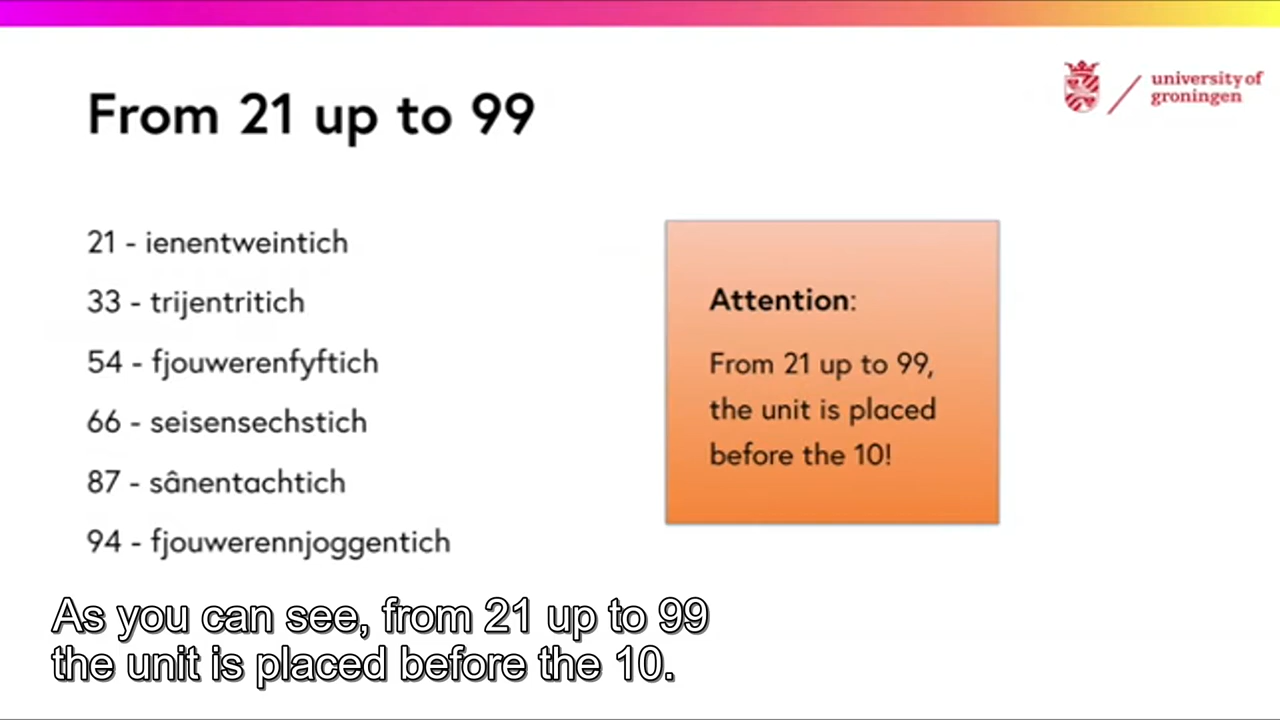 university of
groningen
From 21 up to 99
21 - ienentweintich
33 - trijentritich
54 - fjouwerenfyftich
66 - seisensechstich
87 - sânentachtich
94 - fjouwerennjoggentich
Attention:
From 21 up to 99,
the unit is placed
before the 10!
As you can see, from 21 up to 99
the unit is placed before the 10.